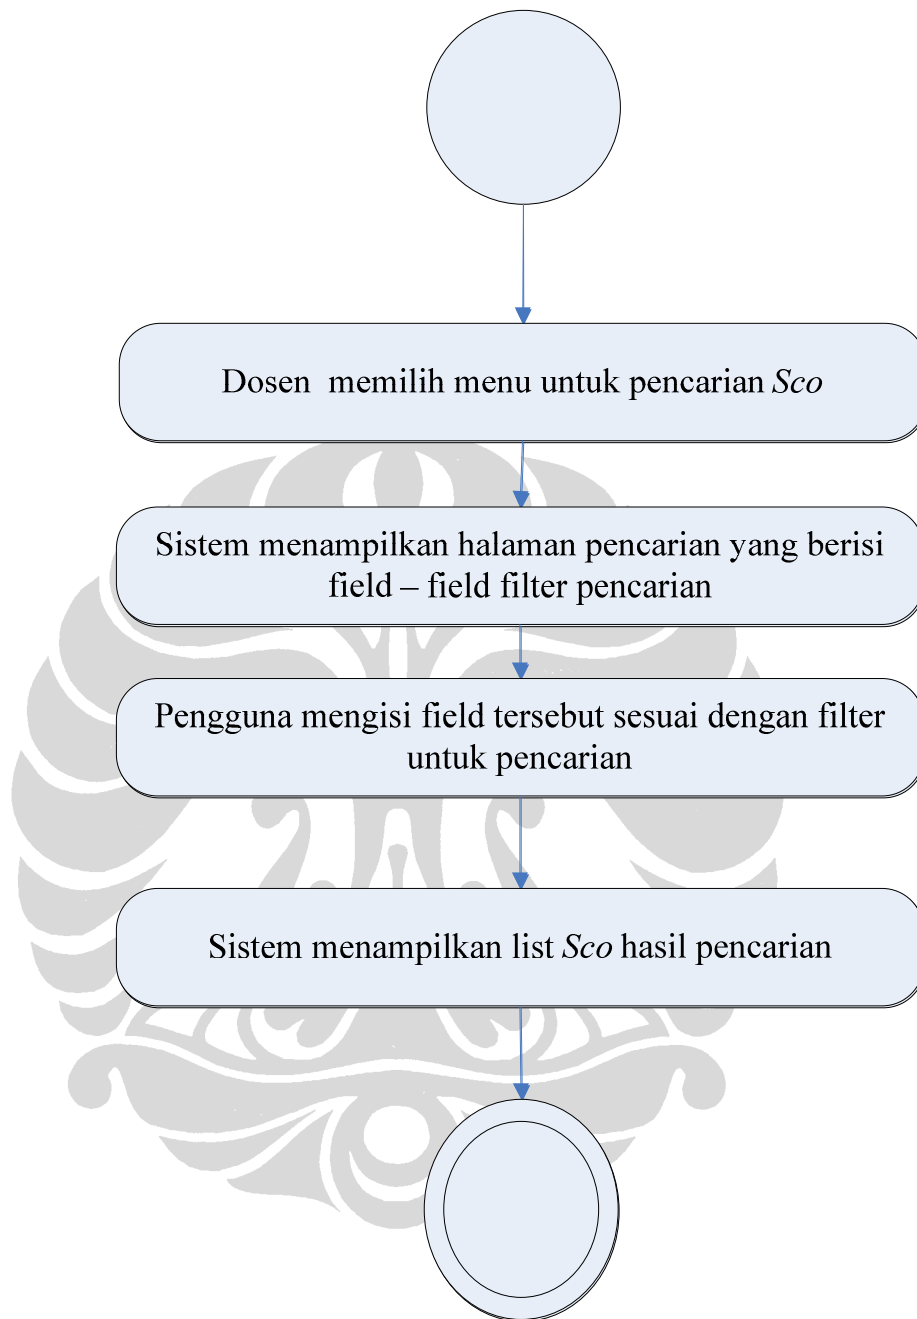 Dosen  memilih menu untuk pencarian Sco
Sistem menampilkan halaman pencarian yang berisi
field – field filter pencarian
Pengguna mengisi field tersebut sesuai dengan filter
untuk pencarian
Sistem menampilkan list Sco hasil pencarian